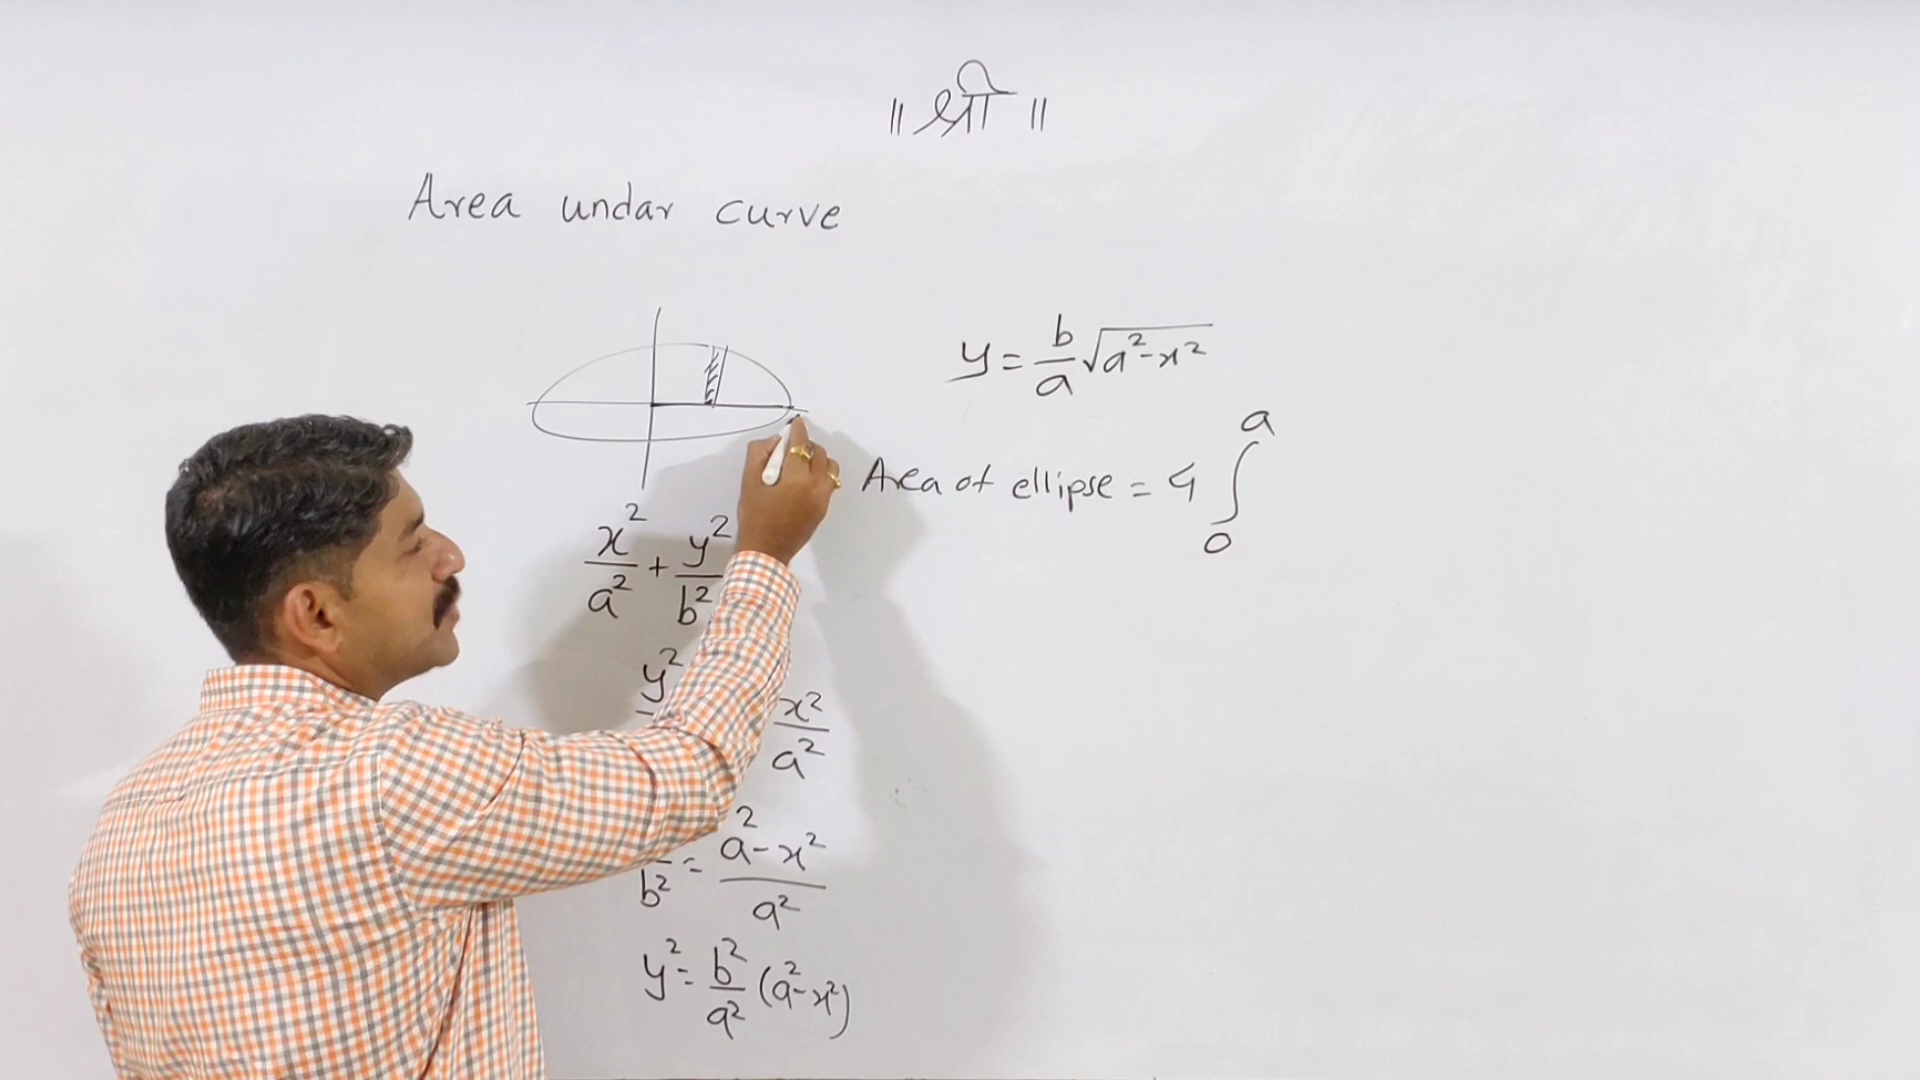 ॥ श्री ॥
Area undar curve
x²/a² + y²/b²
y²
x²/a²
b² = a² - x²/a²
y² = b²/a² (a² - x²)
y = b/a √a² - x²
Area of ellipse = 4 ∫₀ᵃ